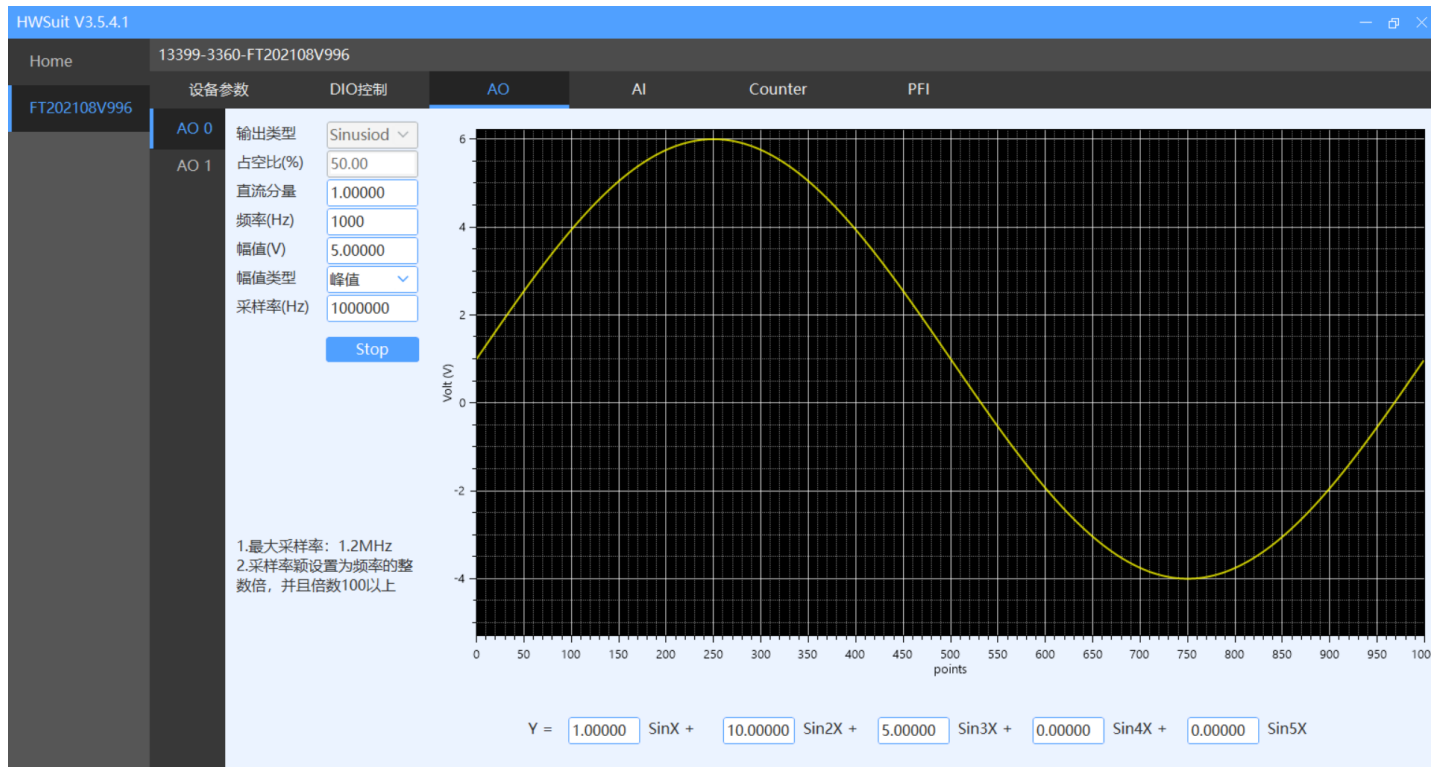 HWSuit V3.5.4.1
Home
FT202108V996
13399-3360-FT202108V996
设备参数 DIO控制 AO AI Counter PFI
AO 0
AO 1
输出类型 Sinusiod
占空比(%) 50.00
直流分量 1.00000
频率(Hz) 1000
幅值(V) 5.00000
幅值类型 峰值
采样率(Hz) 1000000
Stop
1.最大采样率：1.2MHz
2.采样率颖设置为频率的整
数倍，并且倍数100以上
6
4
2
0
-2
-4
Volt (V)
0 50 100 150 200 250 300 350 400 450 500 550 600 650 700 750 800 850 900 950 100
points
Y = 1.00000 SinX + 10.00000 Sin2X + 5.00000 Sin3X + 0.00000 Sin4X + 0.00000 Sin5X